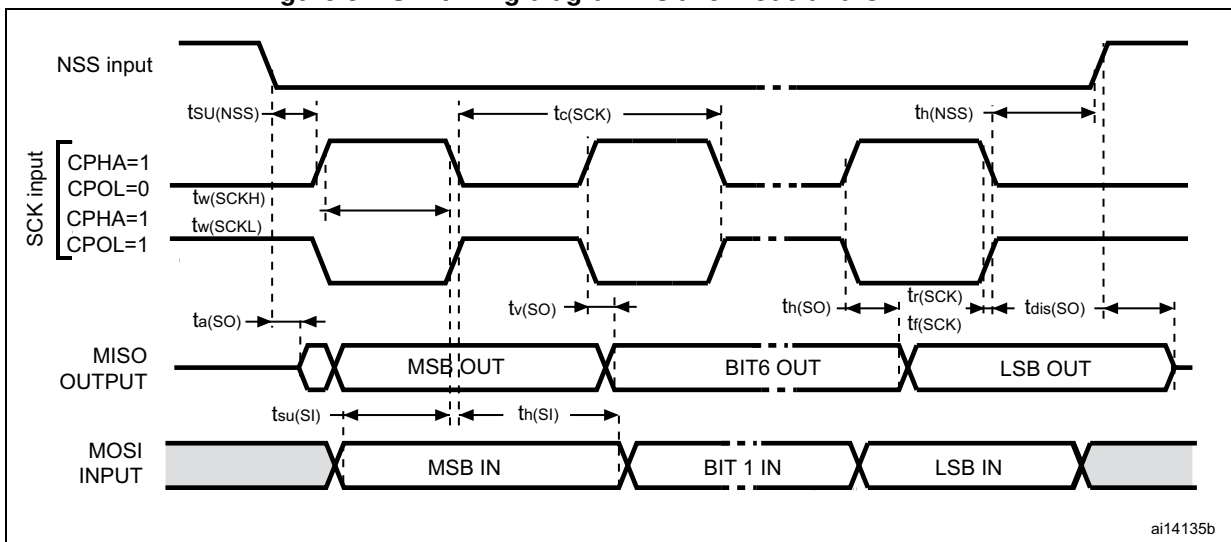 NSS input
tSU(NSS)
tc(SCK)
th(NSS)
SCK input
CPHA=1
CPOL=0
tw(SCKH)
CPHA=1
tw(SCKL)
CPOL=1
ta(SO)
tv(SO)
th(SO)
tr(SCK)
tf(SCK)
tdis(SO)
MISO
OUTPUT
MSB OUT
BIT6 OUT
LSB OUT
tsu(SI)
th(SI)
MOSI
INPUT
MSB IN
BIT 1 IN
LSB IN
ai14135b